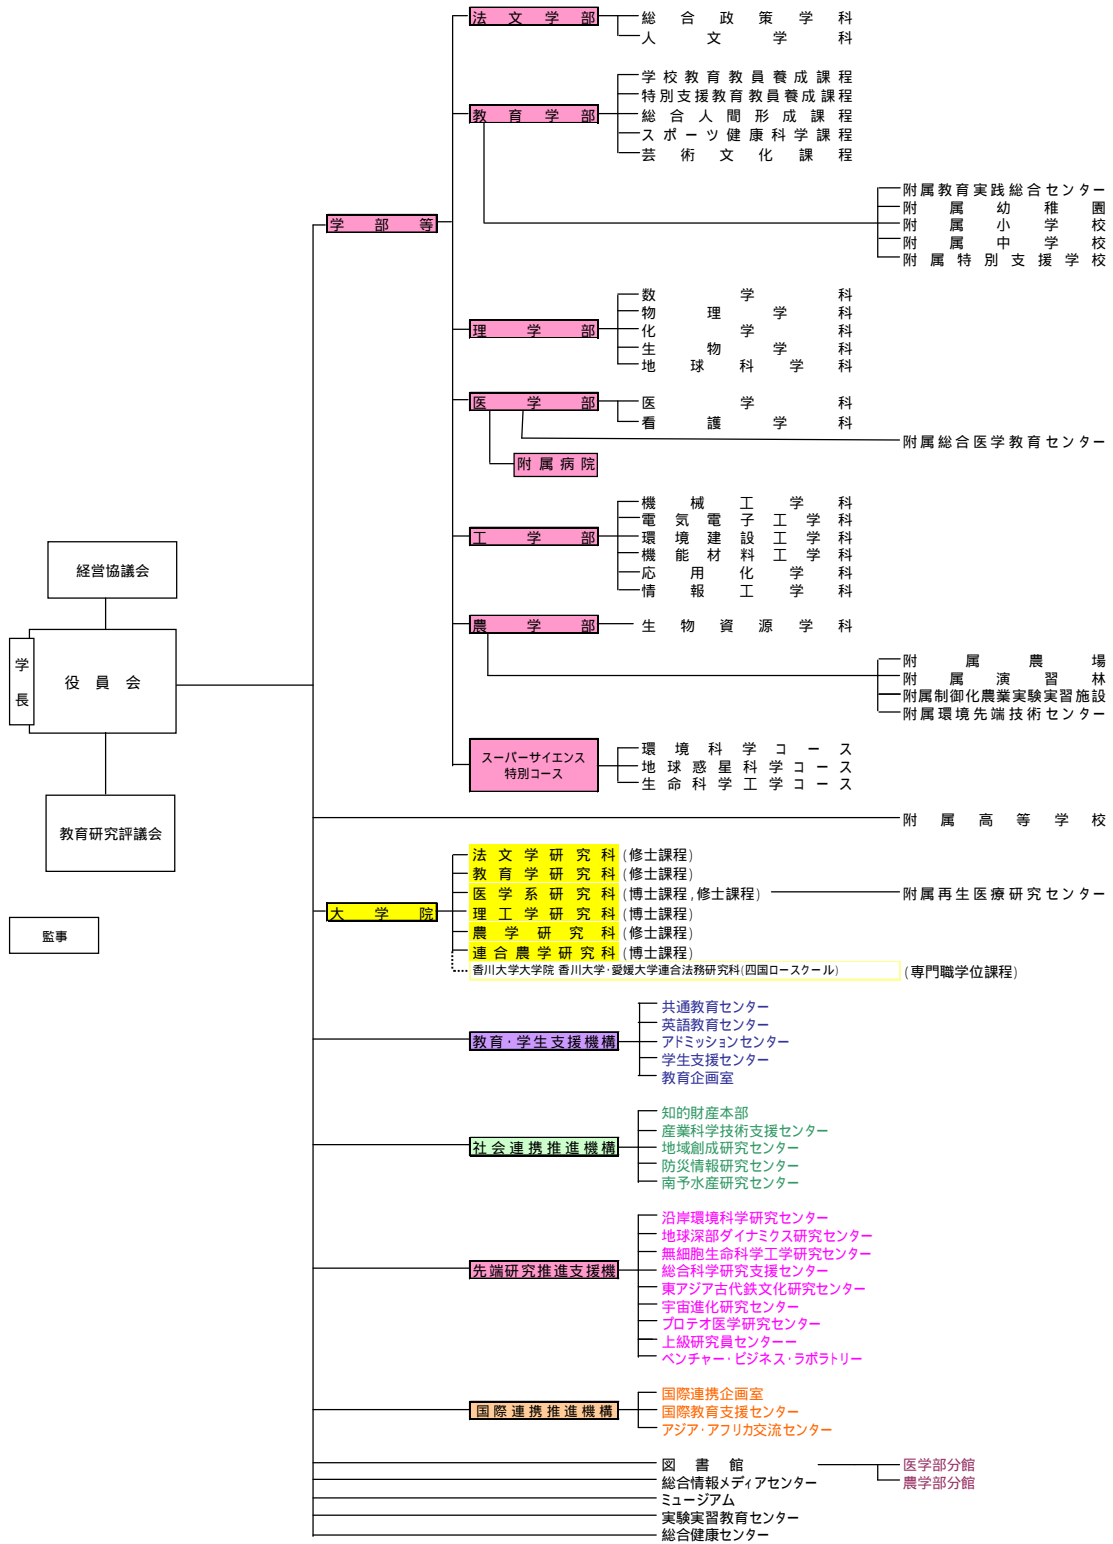 法文学部
総合政策学科
人文学科
学校教育教員養成課程
特別支援教育教員養成課程
教育学部
総合人間形成課程
スポーツ健康科学課程
芸術文化課程
附属教育実践総合センター
附属幼稚園
学部等
附属小学校
附属中学校
附属特別支援学校
数学科
物理学科
理学部
化学科
生物学科
地球科学科
医学部
医学科
看護学科
附属総合医学教育センター
附属病院
機械工学科
電気電子工学科
工学部
環境建設工学科
機能材料工学科
応用化学科
情報工学科
経営協議会
農学部
生物資源学科
学長
役員会
附属農場
附属演習林
附属制御化農業実験実習施設
附属環境先端技術センター
スーパーサイエンス
特別コース
環境科学コース
地球惑星科学コース
生命科学工学コース
教育研究評議会
附属高等学校
法文学研究科(修士課程)
教育学研究科(修士課程)
医学系研究科(博士課程,修士課程)
附属再生医療研究センター
大学院
理工学研究科(博士課程)
農学研究科(修士課程)
監事
連合農学研究科(博士課程)
香川大学大学院 香川大学・愛媛大学連合法務研究科(四国ロースクール)
(専門職学位課程)
共通教育センター
英語教育センター
教育・学生支援機構
アドミッションセンター
学生支援センター
教育企画室
知的財産本部
産業科学技術支援センター
社会連携推進機構
地域創成研究センター
防災情報研究センター
南予水産研究センター
沿岸環境科学研究センター
地球深部ダイナミクス研究センター
無細胞生命科学工学研究センター
先端研究推進支援機
総合科学研究支援センター
東アジア古代鉄文化研究センター
宇宙進化研究センター
プロテオ医学研究センター
上級研究員センターー
ベンチャー・ビジネス・ラボラトリー
国際連携企画室
国際連携推進機構
国際教育支援センター
アジア・アフリカ交流センター
図書館
医学部分館
農学部分館
総合情報メディアセンター
ミュージアム
実験実習教育センター
総合健康センター